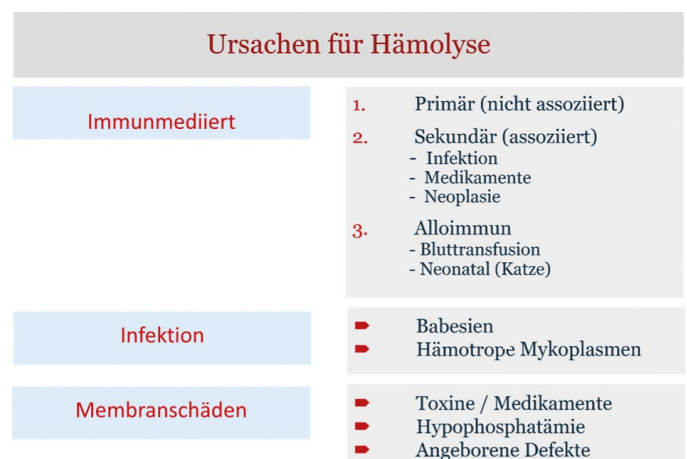 Ursachen für Hämolyse
Immunmediiert
1. Primär (nicht assoziiert)
2. Sekundär (assoziiert)
- Infektion
- Medikamente
- Neoplasie
3. Alloimmun
- Bluttransfusion
- Neonatal (Katze)
Infektion
Babesien
Hämotrope Mykoplasmen
Membranschäden
Toxine / Medikamente
Hypophosphatämie
Angeborene Defekte